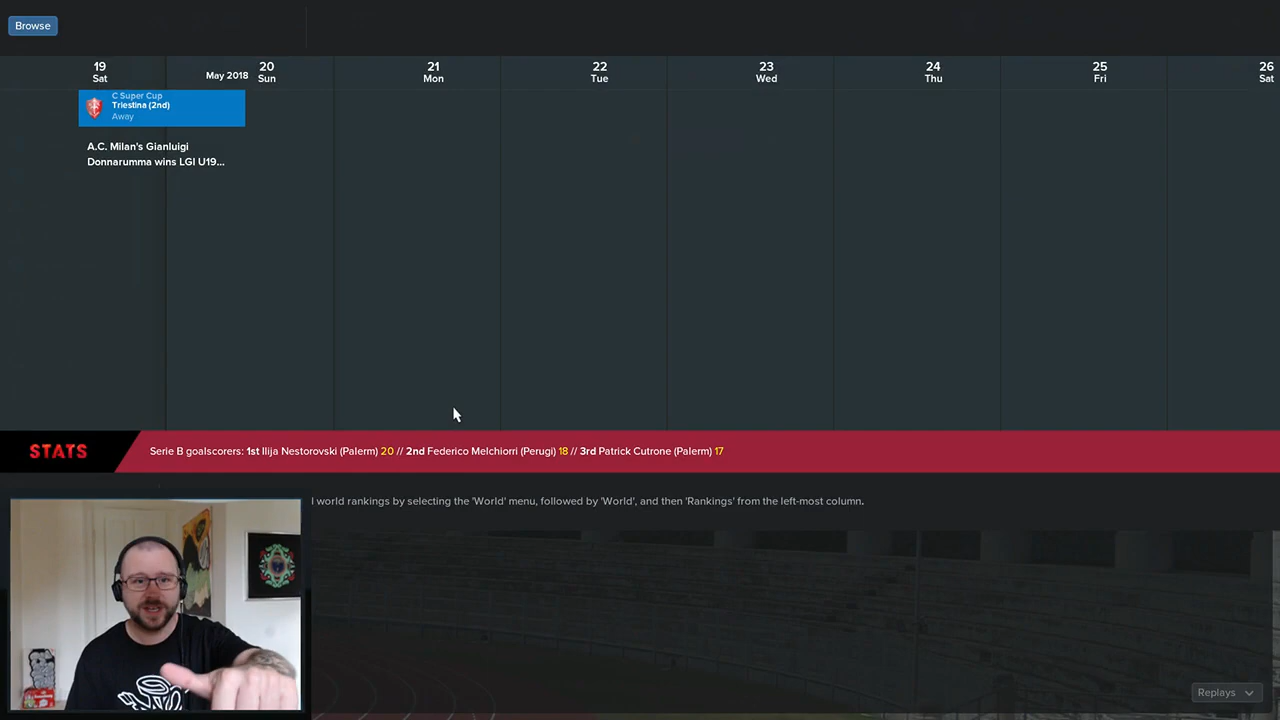 Browse
19
Sat
May 2018
20
Sun
21
Mon
22
Tue
23
Wed
24
Thu
25
Fri
26
Sat
C Super Cup
Triestina (2nd)
Away
A.C. Milan's Gianluigi
Donnarumma wins LGI U19...
STATS
Serie B goalscorers: 1st Ilija Nestorovski (Palerm) 20 // 2nd Federico Melchiorri (Perugi) 18 // 3rd Patrick Cutrone (Palerm) 17
l world rankings by selecting the 'World' menu, followed by 'World', and then 'Rankings' from the left-most column.
Replays